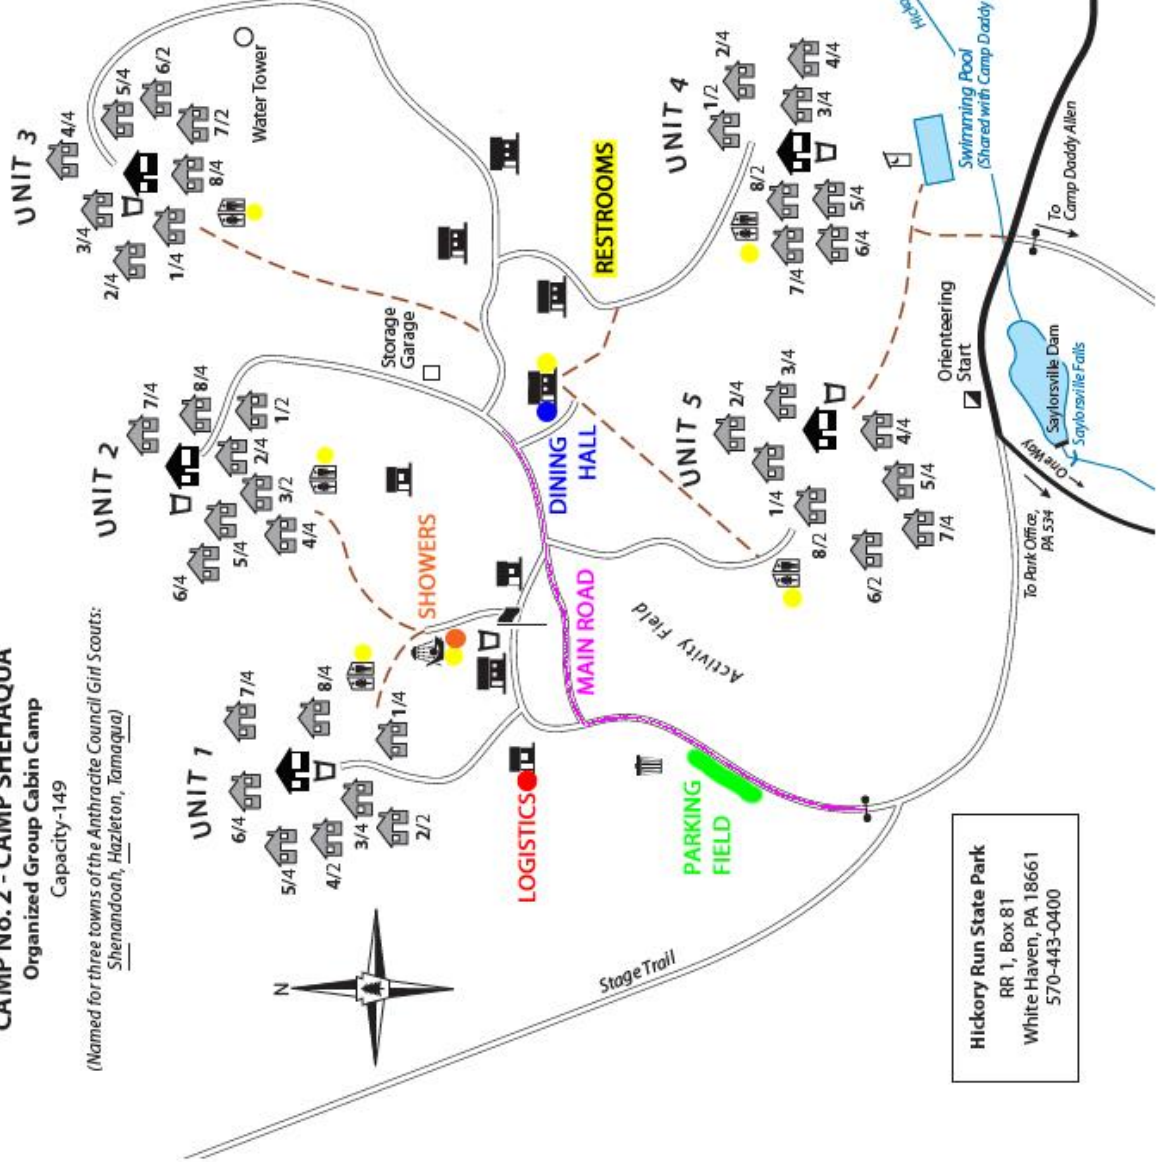 CAMP No. 2 - CAMP SHEHAQUA
Organized Group Cabin Camp
Capacity-149
(Named for three towns of the Anthracite Council Girl Scouts:
Shenandoah, Hazleton, Tamaqua)
UNIT 1
7/4
6/4
8/4
5/4
4/2
3/4
1/4
2/2
UNIT 2
7/4
8/4
1/2
2/4
3/2
4/4
5/4
6/4
UNIT 3
4/4
5/4
6/2
7/2
3/4
8/4
2/4
1/4
Water Tower
Storage
Garage
SHOWERS
LOGISTICS
MAIN ROAD
DINING
HALL
RESTROOMS
PARKING
FIELD
Activity Field
UNIT 4
1/2
2/4
4/4
3/4
8/2
5/4
7/4
6/4
UNIT 5
2/4
3/4
1/4
4/4
8/2
5/4
7/4
6/2
N
Stage Trail
Swimming Pool
(Shared with Camp Daddy
To
Camp Daddy Allen
Orienteering
Start
Saylorsville Dam
Saylorsville Falls
One Way
To Park Office,
PA 534
Hickory Run State Park
RR 1, Box 81
White Haven, PA 18661
570-443-0400